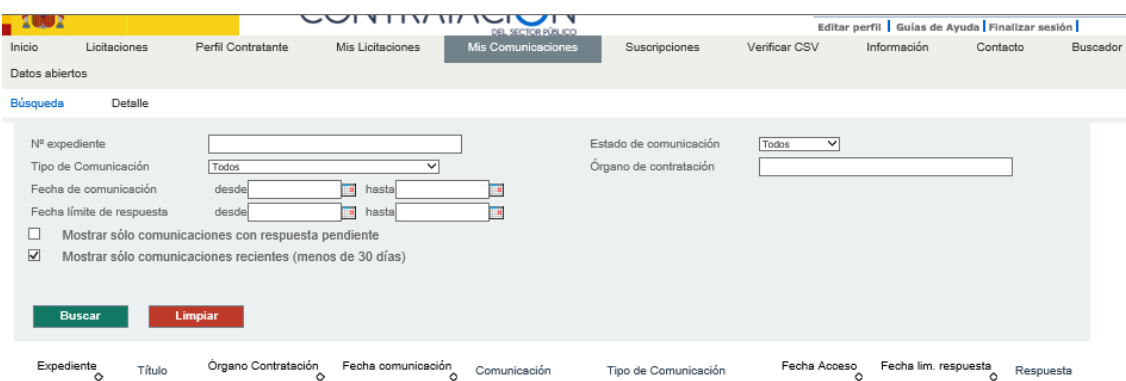 CONTRATACIÓN
DEL SECTOR PÚBLICO
Editar perfil | Guías de Ayuda | Finalizar sesión |
Inicio Licitaciones Perfil Contratante Mis Licitaciones Mis Comunicaciones Suscripciones Verificar CSV Información Contacto Buscador
Datos abiertos
Búsqueda Detalle
Nº expediente Estado de comunicación Todos
Tipo de Comunicación Todos Órgano de contratación
Fecha de comunicación desde hasta
Fecha límite de respuesta desde hasta
Mostrar sólo comunicaciones con respuesta pendiente
Mostrar sólo comunicaciones recientes (menos de 30 días)
Buscar Limpiar
Expediente Título Órgano Contratación Fecha comunicación Comunicación Tipo de Comunicación Fecha Acceso Fecha lim. respuesta Respuesta